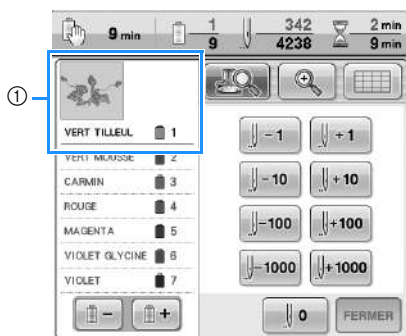 9 min 1 9 342 4238 2 min 9 min
①
VERT TILLEUL 1
VERT MOUSSE 2
CARMIN 3
ROUGE 4
MAGENTA 5
VIOLET GLYCINE 6
VIOLET 7
-1 +1
-10 +10
-100 +100
-1000 +1000
- + 0 FERMER